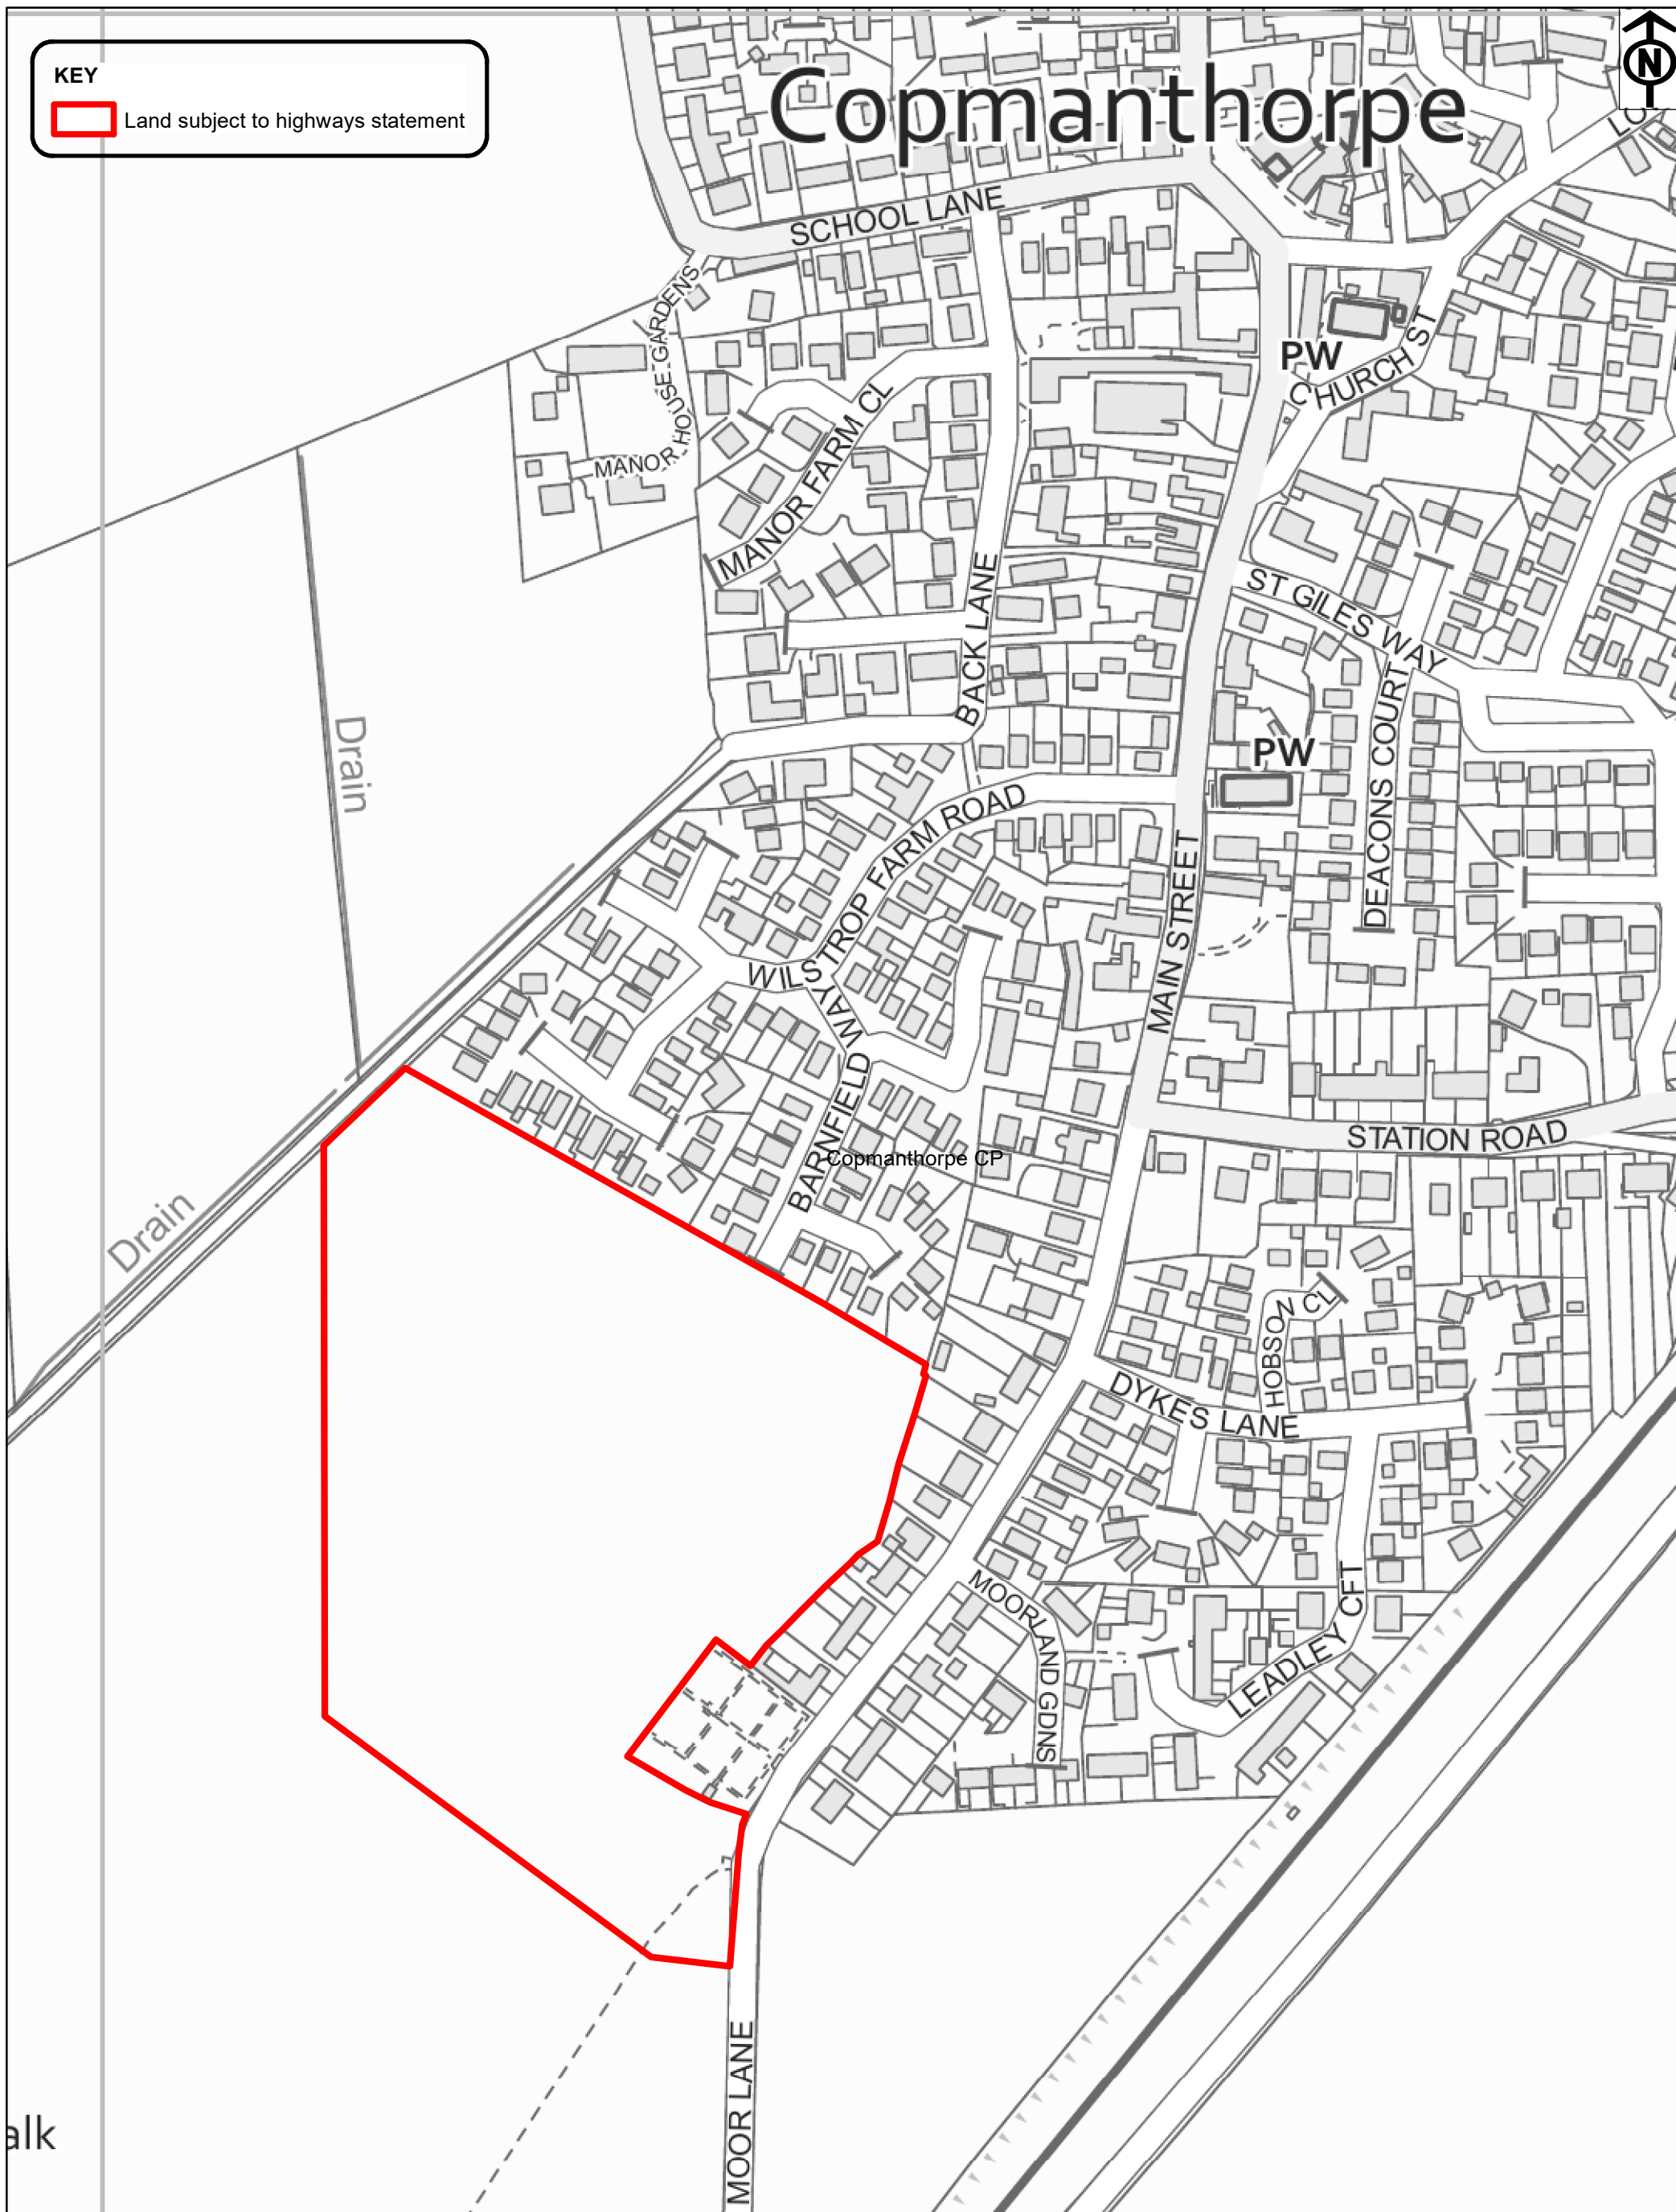 KEY
Land subject to highways statement
N
Copmanthorpe
LO
SCHOOL LANE
MANOR HOUSE GARDENS
PW
CHURCH ST
MANOR FARM CL
BACK LANE
ST GILES WAY
Drain
DEACONS COURT
PW
WILSTROP FARM ROAD
MAIN STREET
BARNFIELD WAY
STATION ROAD
Copmanthorpe CP
Drain
HOBSON CL
DYKES LANE
MOORLAND GDNS
LEADLEY CFT
MOOR LANE
alk